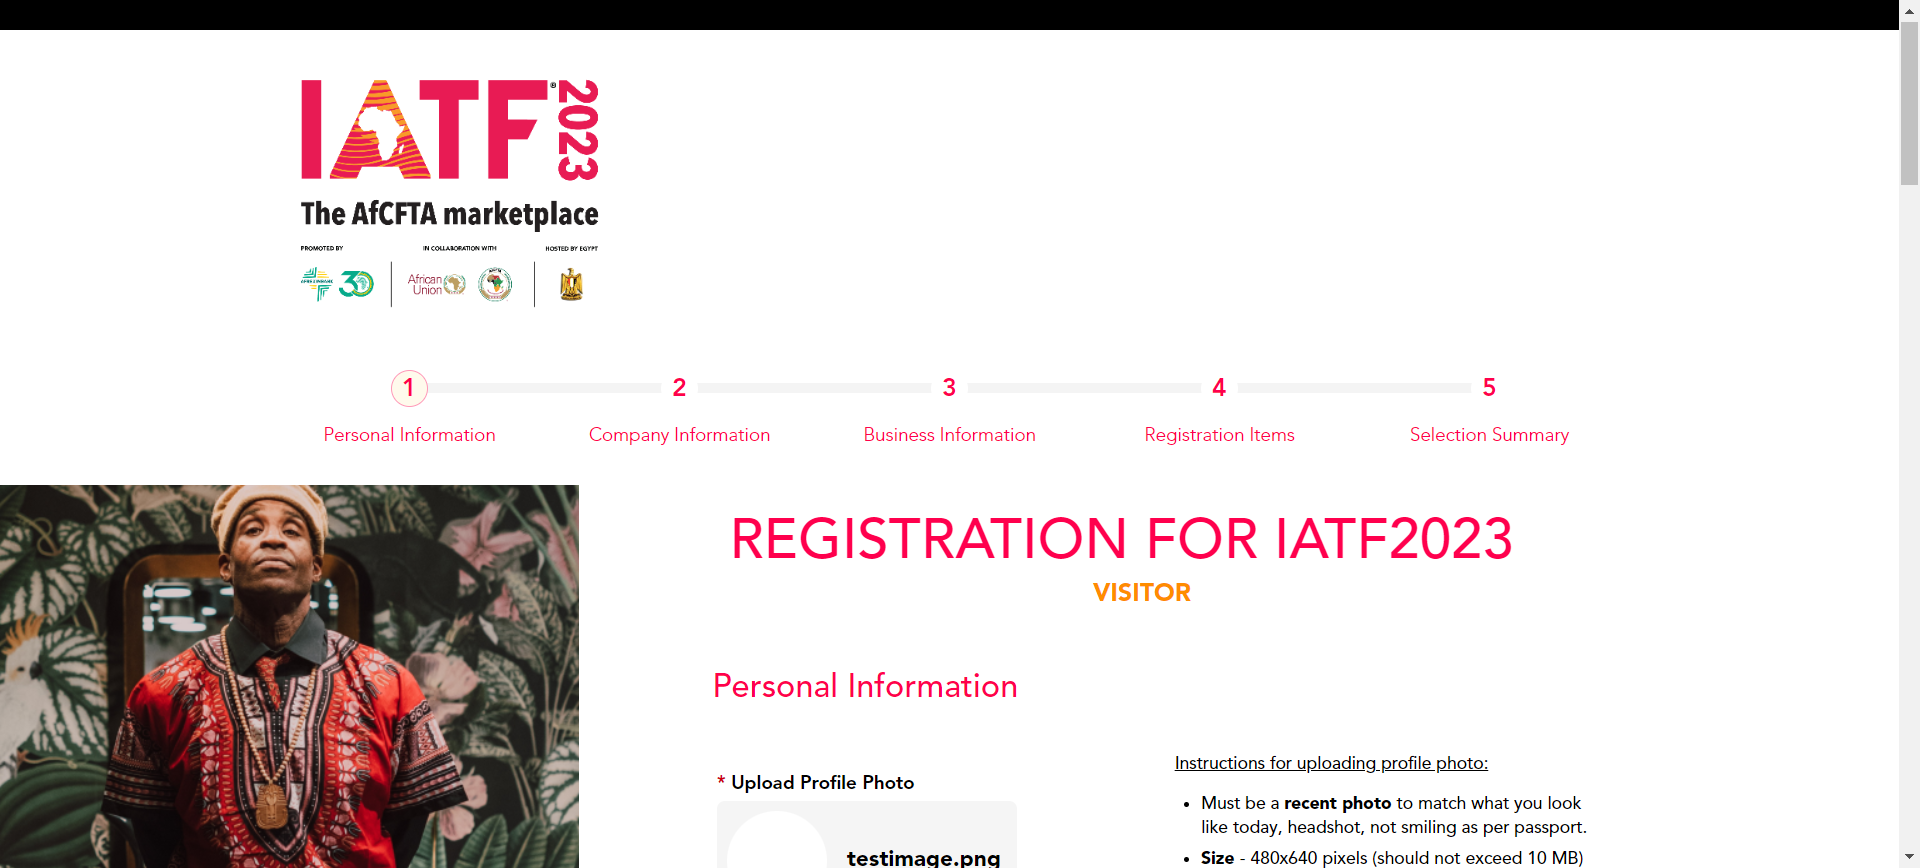 IATF® 2023
The AfCFTA marketplace
PROMOTED BY
IN COLLABORATION WITH
HOSTED BY EGYPT
30
African Union
1
2
3
4
5
Personal Information
Company Information
Business Information
Registration Items
Selection Summary
REGISTRATION FOR IATF2023
VISITOR
Personal Information
* Upload Profile Photo
testimage.png
Instructions for uploading profile photo:
• Must be a recent photo to match what you look
like today, headshot, not smiling as per passport.
• Size - 480x640 pixels (should not exceed 10 MB)